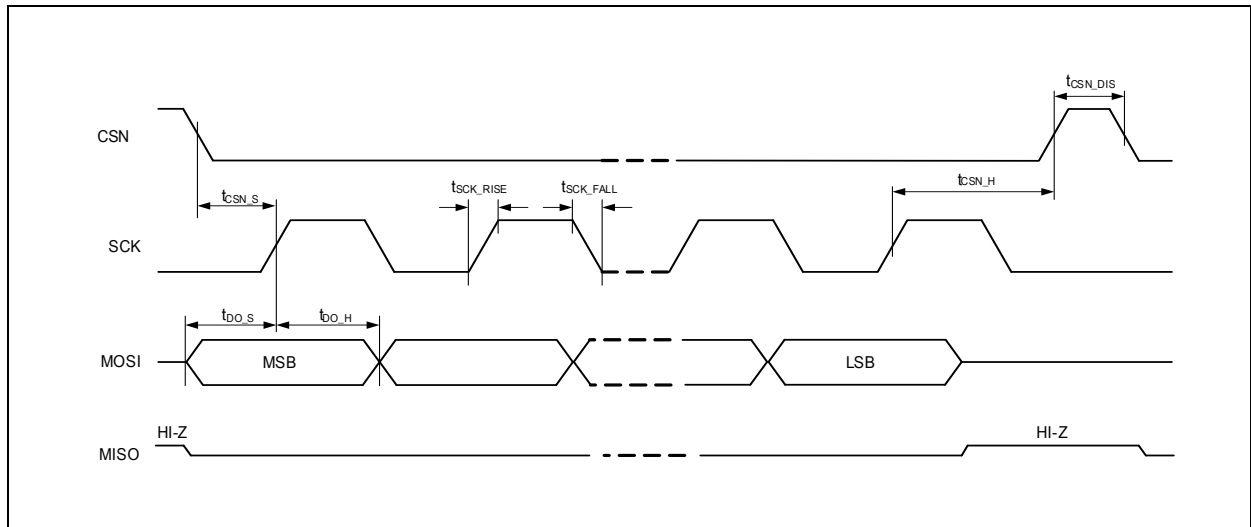 tCSN_DIS
CSN
tCSN_S
tSCK_RISE
tSCK_FALL
tCSN_H
SCK
tDO_S
tDO_H
MOSI
MSB
LSB
HI-Z
HI-Z
MISO